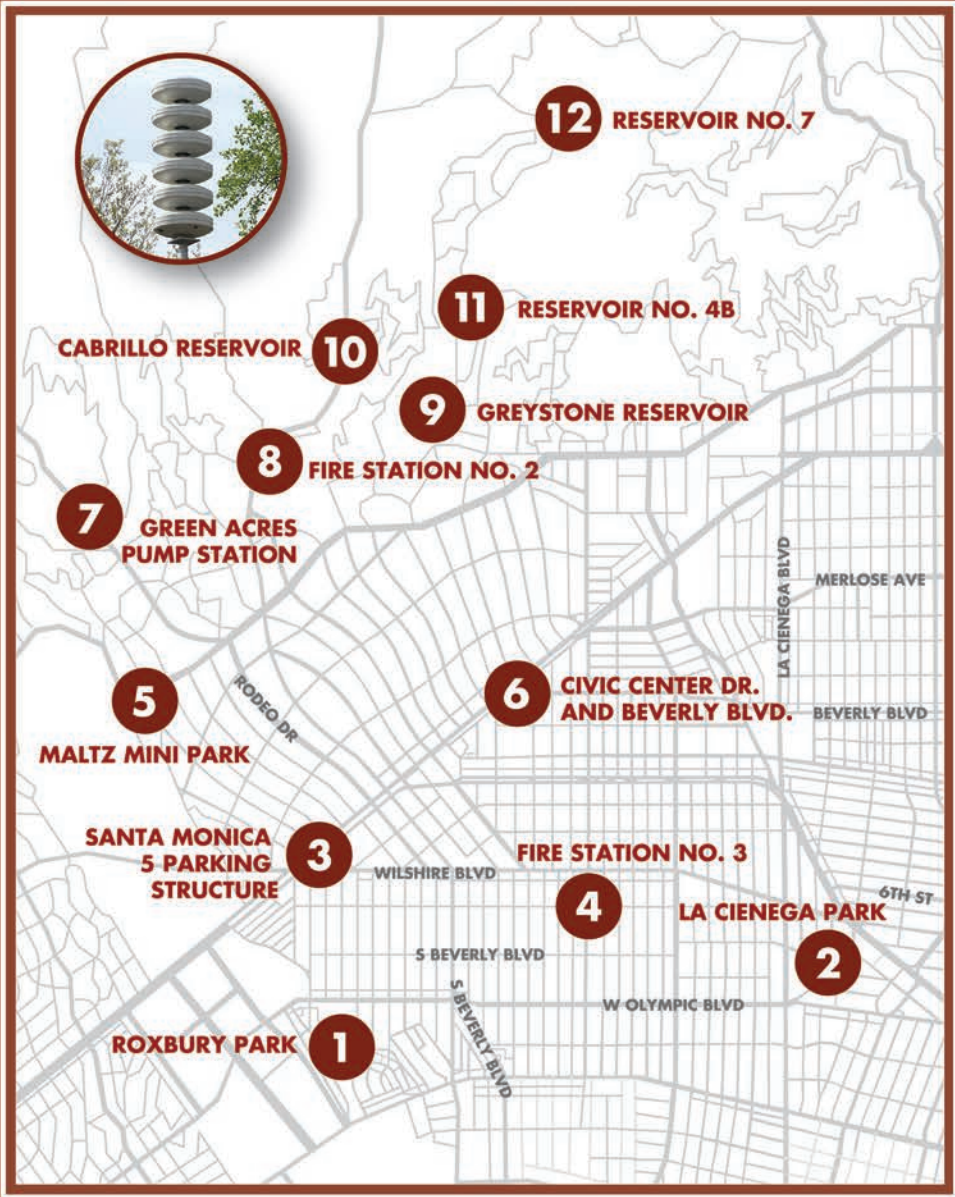 12 RESERVOIR NO. 7
11 RESERVOIR NO. 4B
CABRILLO RESERVOIR 10
9 GREYSTONE RESERVOIR
8 FIRE STATION NO. 2
7 GREEN ACRES
PUMP STATION
LA CIENEGA BLVD
MERLOSE AVE
5
MALTZ MINI PARK
RODEO DR
6 CIVIC CENTER DR.
AND BEVERLY BLVD.
BEVERLY BLVD
SANTA MONICA
5 PARKING
STRUCTURE
3
WILSHIRE BLVD
FIRE STATION NO. 3
4
6TH ST
LA CIENEGA PARK
2
S BEVERLY BLVD
S BEVERLY BLVD
W OLYMPIC BLVD
ROXBURY PARK 1